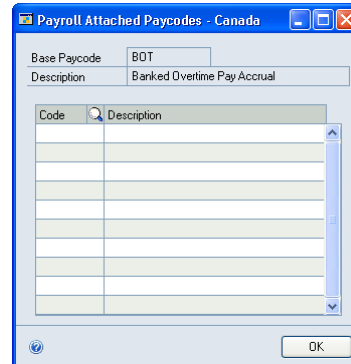 Payroll Attached Paycodes - Canada
Base Paycode BOT
Description Banked Overtime Pay Accrual
Code Description
OK